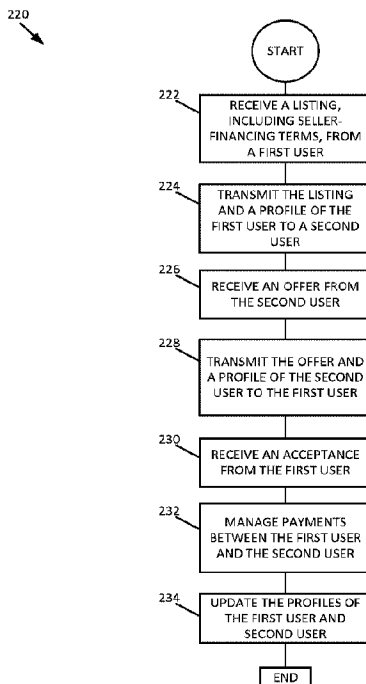 220
START
222
RECEIVE A LISTING,
INCLUDING SELLER-
FINANCING TERMS, FROM
A FIRST USER
224
TRANSMIT THE LISTING
AND A PROFILE OF THE
FIRST USER TO A SECOND
USER
226
RECEIVE AN OFFER FROM
THE SECOND USER
228
TRANSMIT THE OFFER AND
A PROFILE OF THE SECOND
USER TO THE FIRST USER
230
RECEIVE AN ACCEPTANCE
FROM THE FIRST USER
232
MANAGE PAYMENTS
BETWEEN THE FIRST USER
AND THE SECOND USER
234
UPDATE THE PROFILES OF
THE FIRST USER AND
SECOND USER
END